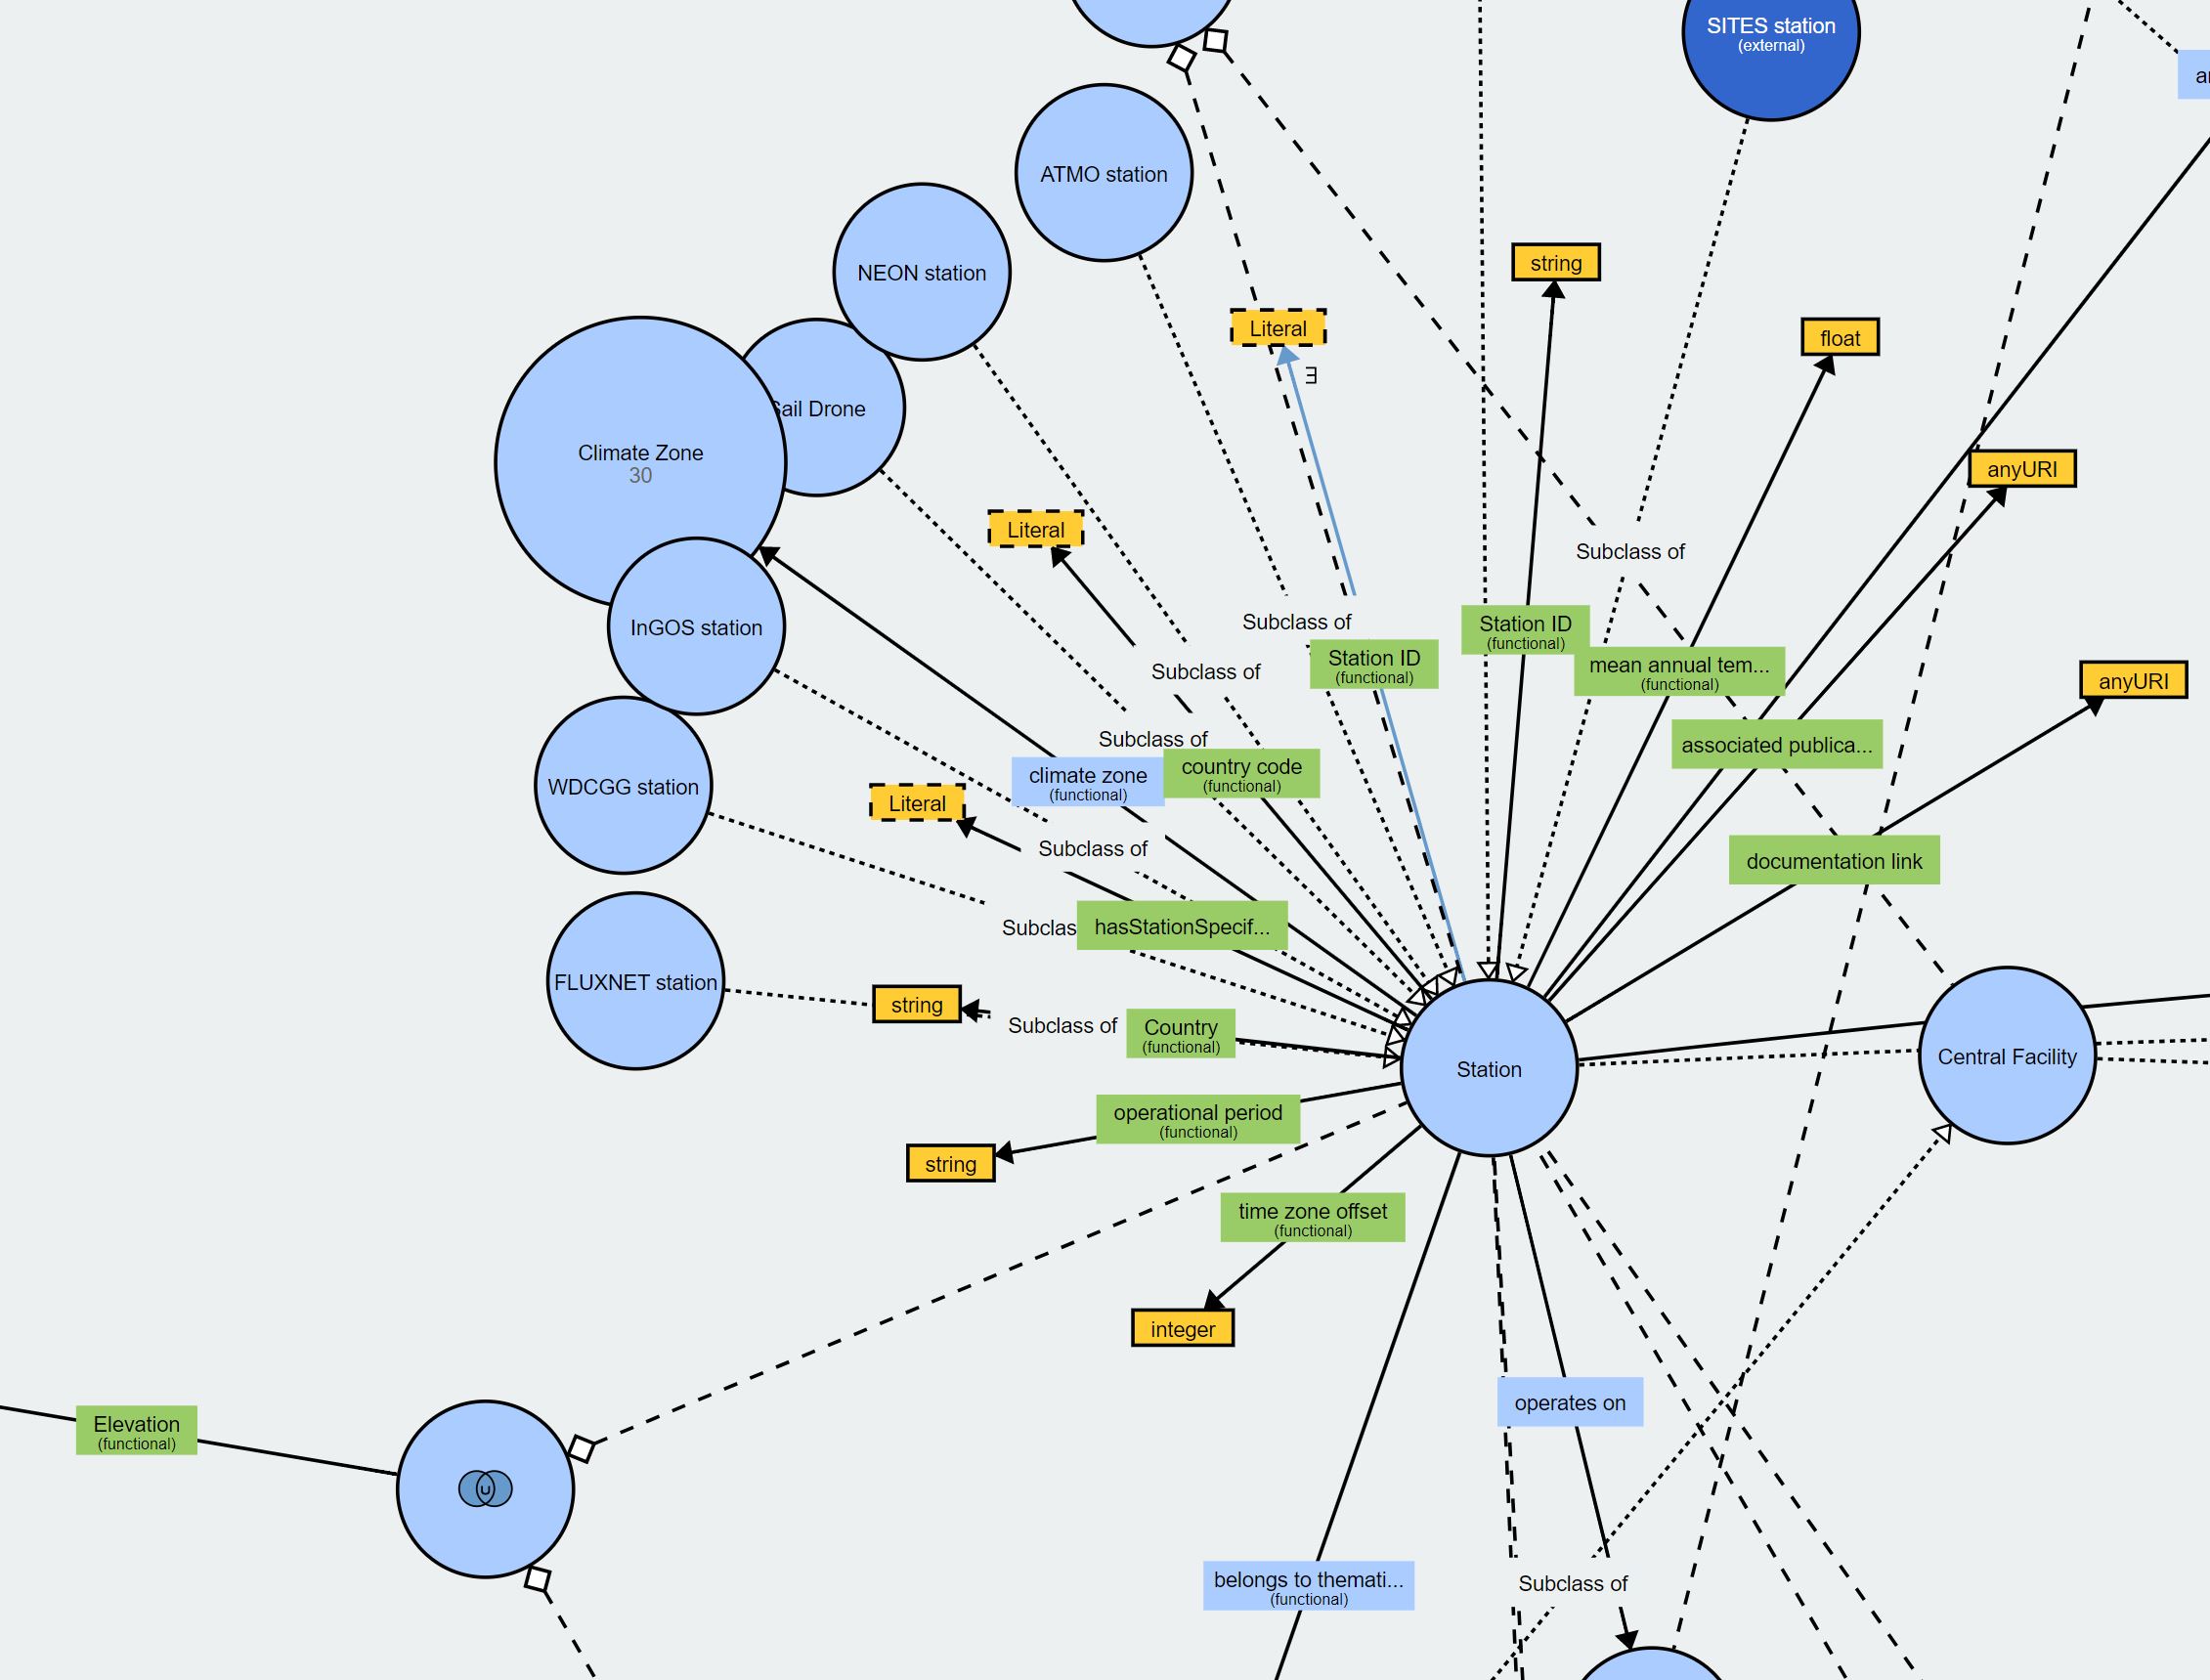 SITES station
(external)
ar
ATMO station
string
NEON station
Literal
float
E
Sail Drone
Climate Zone
30
anyURI
Literal
Subclass of
InGOS station
Subclass of
Station ID
(functional)
Station ID
(functional)
mean annual tem...
(functional)
Subclass of
anyURI
Subclass of
associated publica...
climate zone
(functional)
country code
(functional)
WDCGG station
Literal
Subclass of
documentation link
Subclas
hasStationSpecif...
FLUXNET station
string
Subclass of
Country
(functional)
Station
Central Facility
operational period
(functional)
string
time zone offset
(functional)
integer
operates on
Elevation
(functional)
belongs to themati...
(functional)
Subclass of